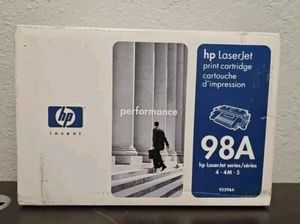 hp LaserJet
print cartridge
cartouche
d'impression
hp
invent
performance
98A
hp LaserJet series/séries
4 · 4M · 5
92298A